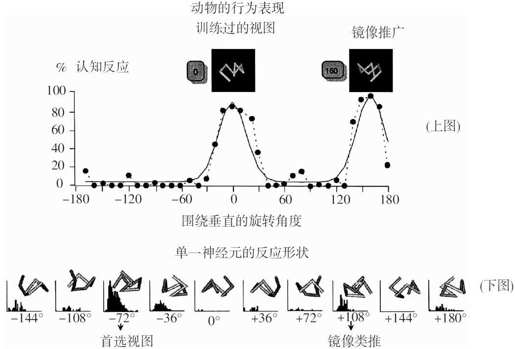 动物的行为表现
训练过的视图
镜像推广
0
160
% 认知反应
100
80
60
40
20
0
(上图)
-180 -120 -60 0 60 120 180
围绕垂直的旋转角度
单一神经元的反应形状
(下图)
-144° -108° -72° -36° 0° +36° +72° +108° +144° +180°
首选视图
镜像类推